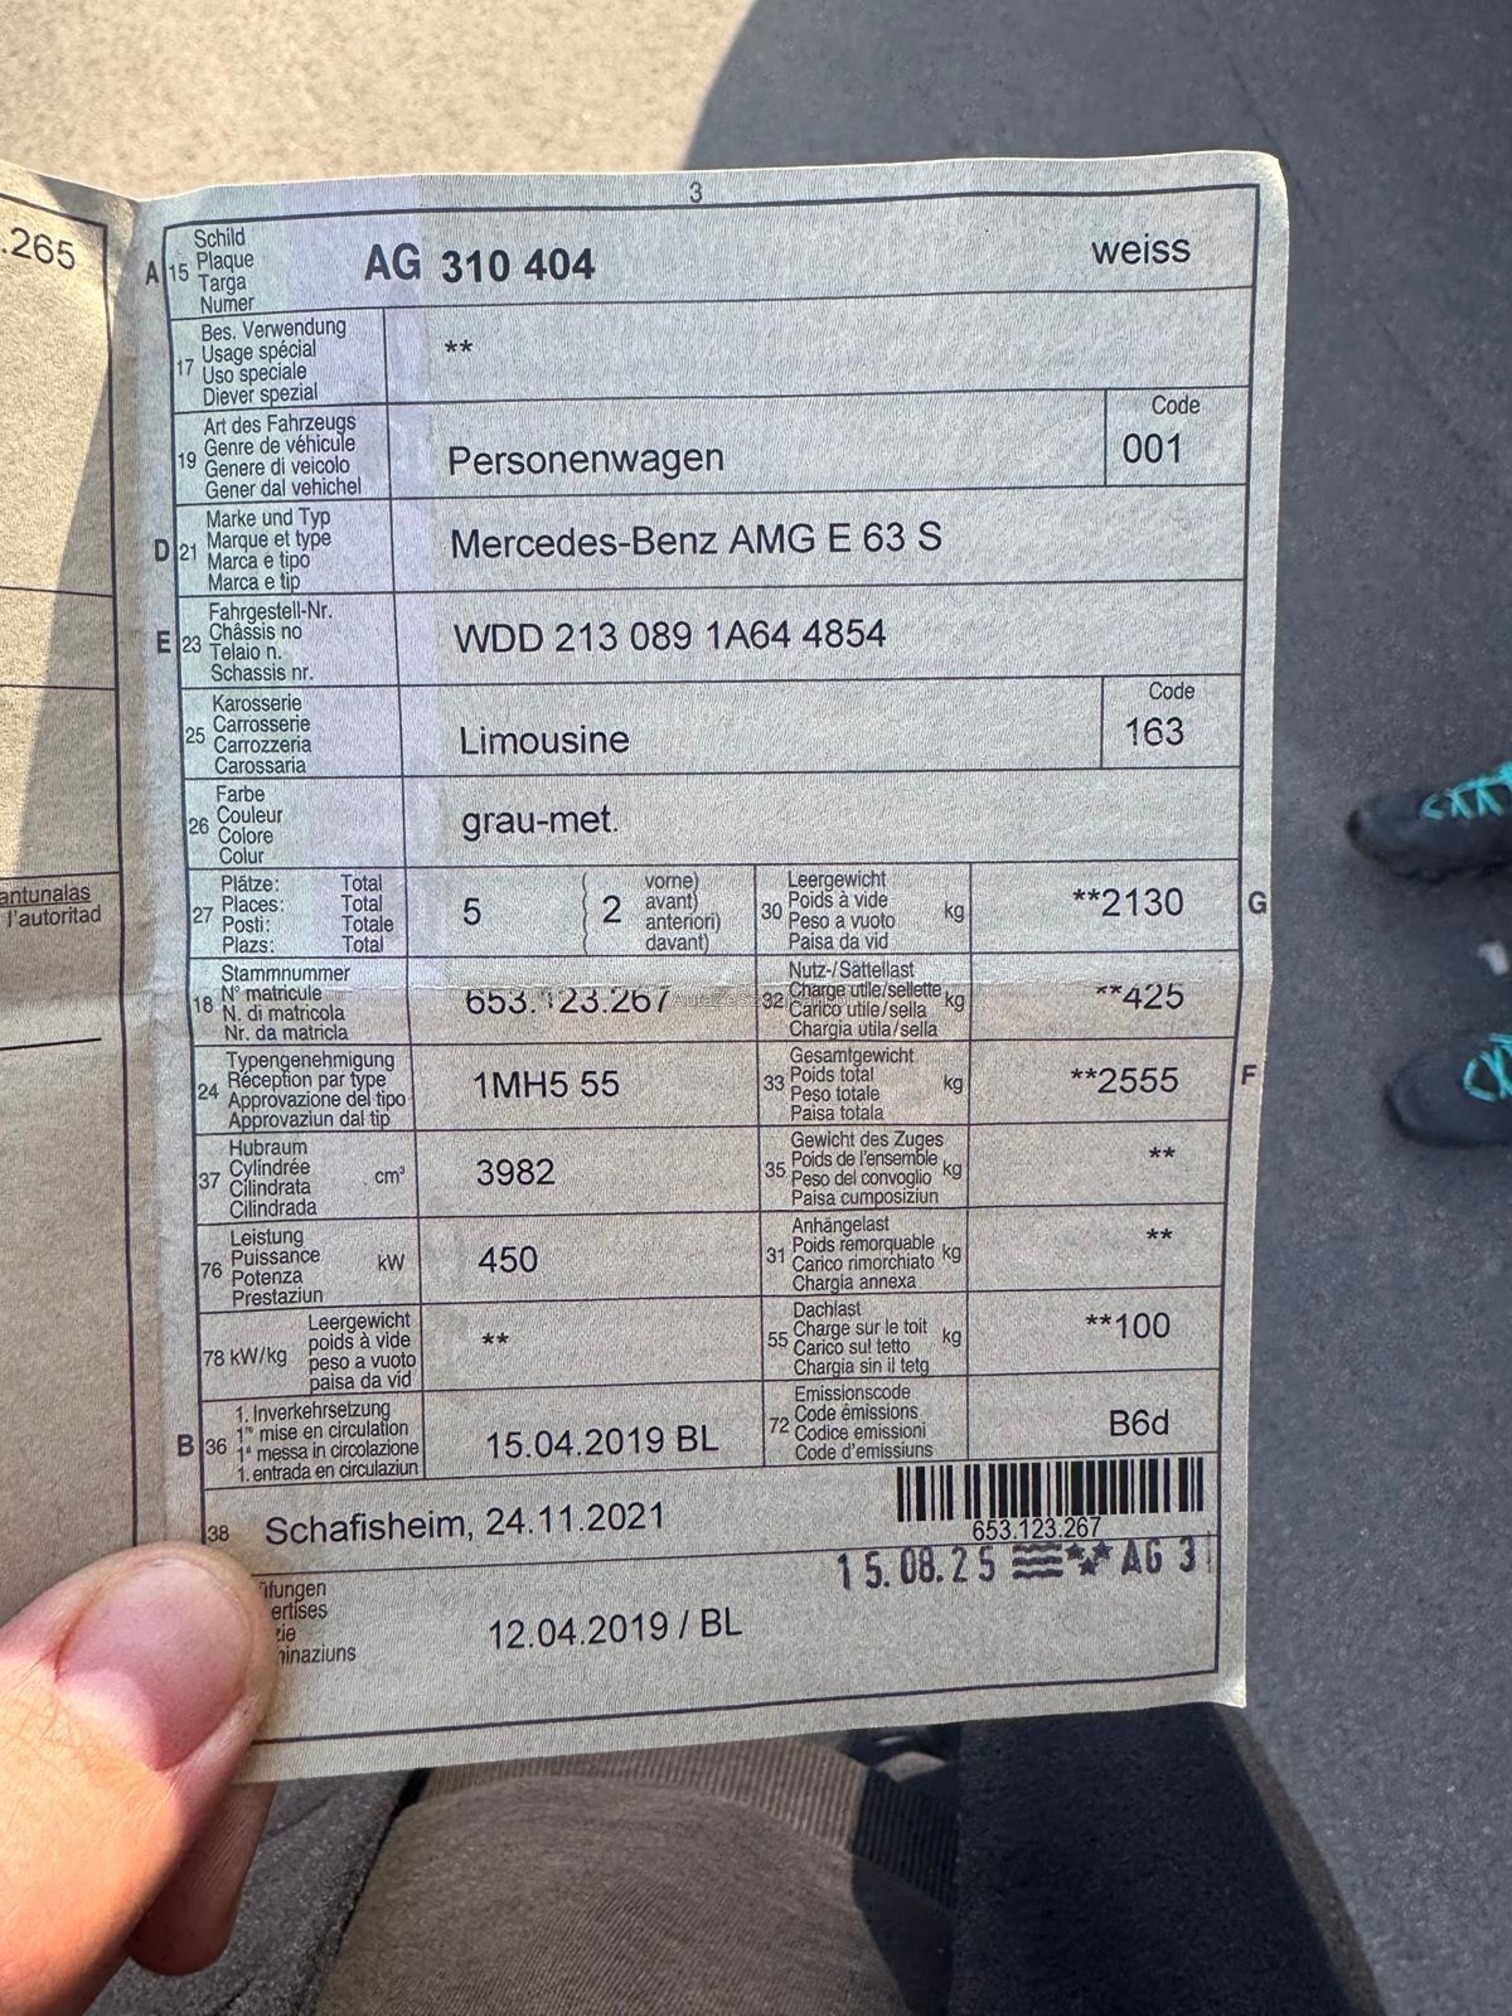 3
.265
A 15 Schild
Plaque
Targa
Numer
AG 310 404 weiss
17 Bes. Verwendung
Usage spécial
Uso speciale
Diever spezial
**
19 Art des Fahrzeugs
Genre de véhicule
Genere di veicolo
Gener dal vehichel
Personenwagen
Code
001
D 21 Marke und Typ
Marque et type
Marca e tipo
Marca e tip
Mercedes-Benz AMG E 63 S
E 23 Fahrgestell-Nr.
Châssis no
Telaio n.
Schassis nr.
WDD 213 089 1A64 4854
25 Karosserie
Carrosserie
Carrozzeria
Carossaria
Limousine
Code
163
26 Farbe
Couleur
Colore
Colur
grau-met.
antunalas
l'autoritad
27 Plätze: Total
Places: Total
Posti: Totale
Plazs: Total
5 ( 2 vorne)
avant)
anteriori)
davant)
30 Leergewicht
Poids à vide
Peso a vuoto
Paisa da vid
kg
**2130 G
18 Stammnummer
N° matricule
N. di matricola
Nr. da matricla
653.123.267
32 Nutz-/Sattellast
Charge utile/sellette
Carico utile/sella
Chargia utila/sella
kg
**425
24 Typengenehmigung
Réception par type
Approvazione del tipo
Approvaziun dal tip
1MH5 55
33 Gesamtgewicht
Poids total
Peso totale
Paisa totala
kg
**2555 F
37 Hubraum
Cylindrée
Cilindrata
Cilindrada
cm³
3982
35 Gewicht des Zuges
Poids de l'ensemble
Peso del convoglio
Paisa cumposiziun
kg
**
76 Leistung
Puissance
Potenza
Prestaziun
kW
450
31 Anhängelast
Poids remorquable
Carico rimorchiato
Chargia annexa
kg
**
78 kW/kg Leergewicht
poids à vide
peso a vuoto
paisa da vid
**
55 Dachlast
Charge sur le toit
Carico sul tetto
Chargia sin il tetg
kg
**100
B 36 1. Inverkehrsetzung
1re mise en circulation
1a messa in circolazione
1. entrada en circulaziun
15.04.2019 BL
72 Emissionscode
Code émissions
Codice emissioni
Code d'emissiuns
B6d
38 Schafisheim, 24.11.2021
653.123.267
15.08.25 AG 31
üfungen
ertises
zie
ninaziuns
12.04.2019 / BL